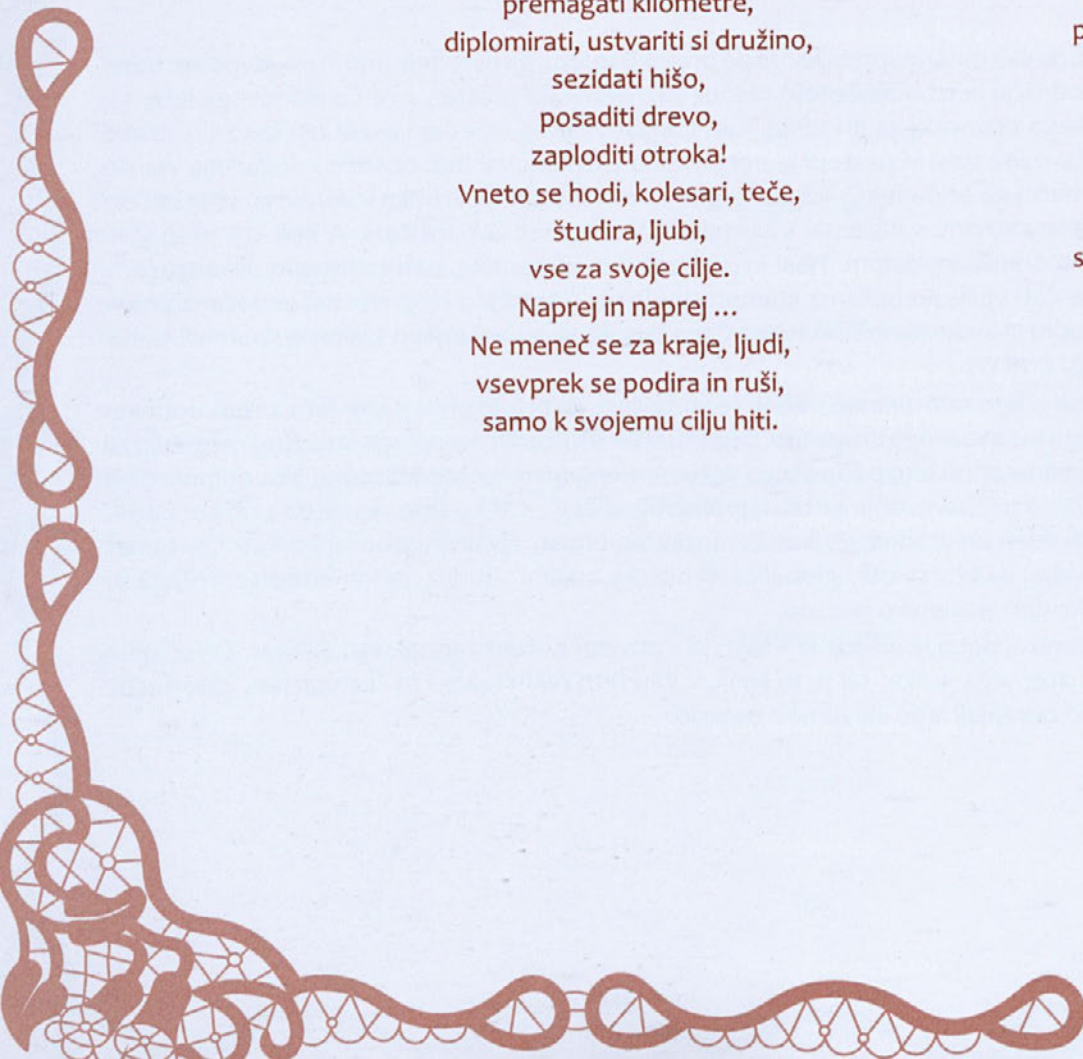 premagati kilometre,
diplomirati, ustvariti si družino,
sezidati hišo,
posaditi drevo,
zaploditi otroka!
Vneto se hodi, kolesari, teče,
študira, ljubi,
vse za svoje cilje.
Naprej in naprej …
Ne meneč se za kraje, ljudi,
vsevprek se podira in ruši,
samo k svojemu cilju hiti.
p
s